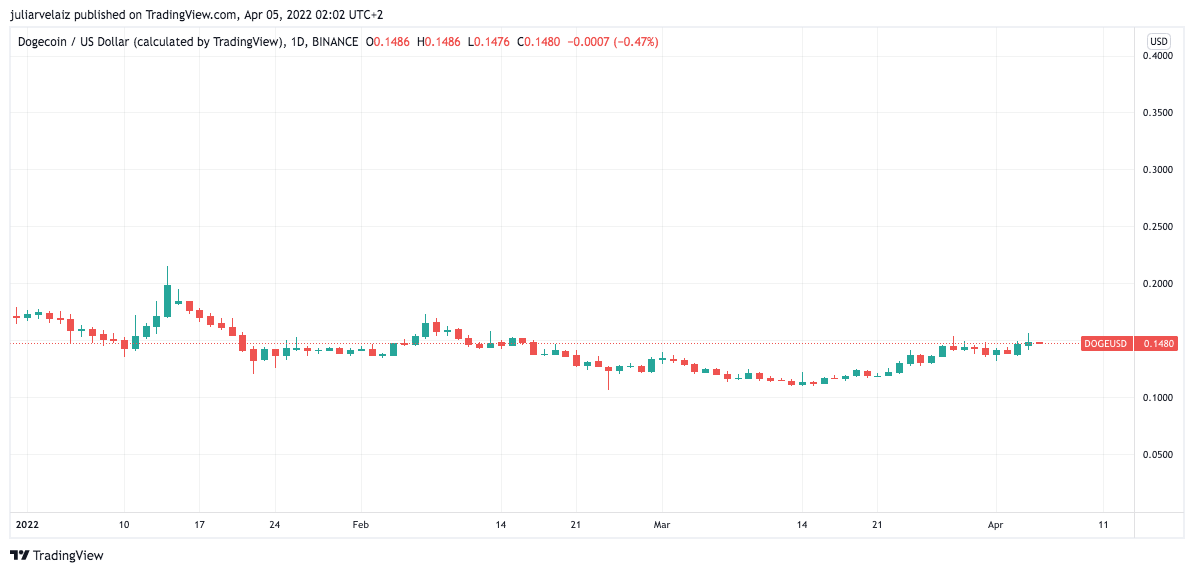 juliarvelaiz published on TradingView.com, Apr 05, 2022 02:02 UTC+2
Dogecoin / US Dollar (calculated by TradingView), 1D, BINANCE O0.1486 H0.1486 L0.1476 C0.1480 −0.0007 (−0.47%)
USD
0.4000
0.3500
0.3000
0.2500
0.2000
DOGEUSD 0.1480
0.1000
0.0500
2022 10 17 24 Feb 14 21 Mar 14 21 Apr 11
TradingView